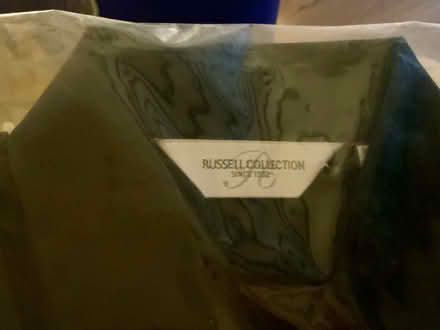 RUSSELL COLLECTION
SINCE 1902
R